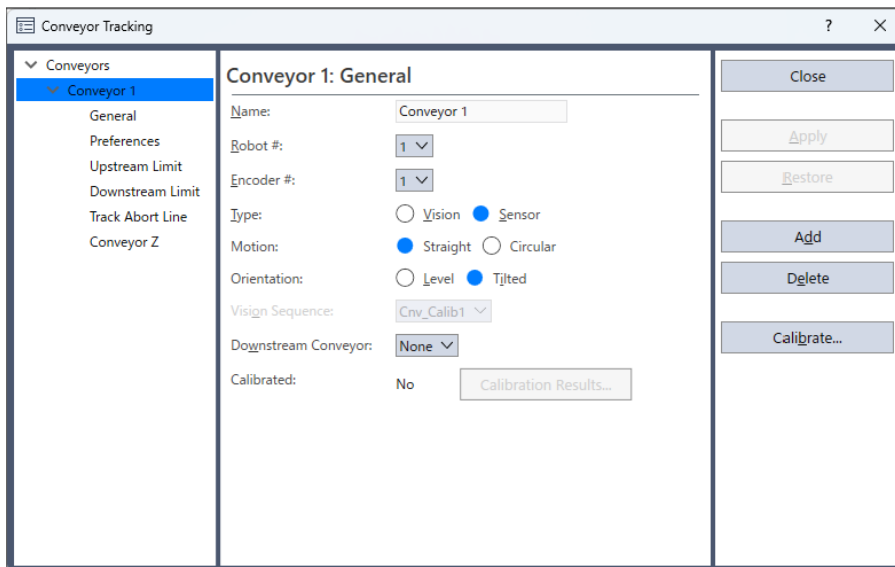 Conveyor Tracking
?
Conveyors
Conveyor 1
General
Preferences
Upstream Limit
Downstream Limit
Track Abort Line
Conveyor Z
Conveyor 1: General
Name: Conveyor 1
Robot #: 1
Encoder #: 1
Type: Vision Sensor
Motion: Straight Circular
Orientation: Level Tilted
Vision Sequence: Cnv_Calib1
Downstream Conveyor: None
Calibrated: No Calibration Results...
Close
Apply
Restore
Add
Delete
Calibrate...